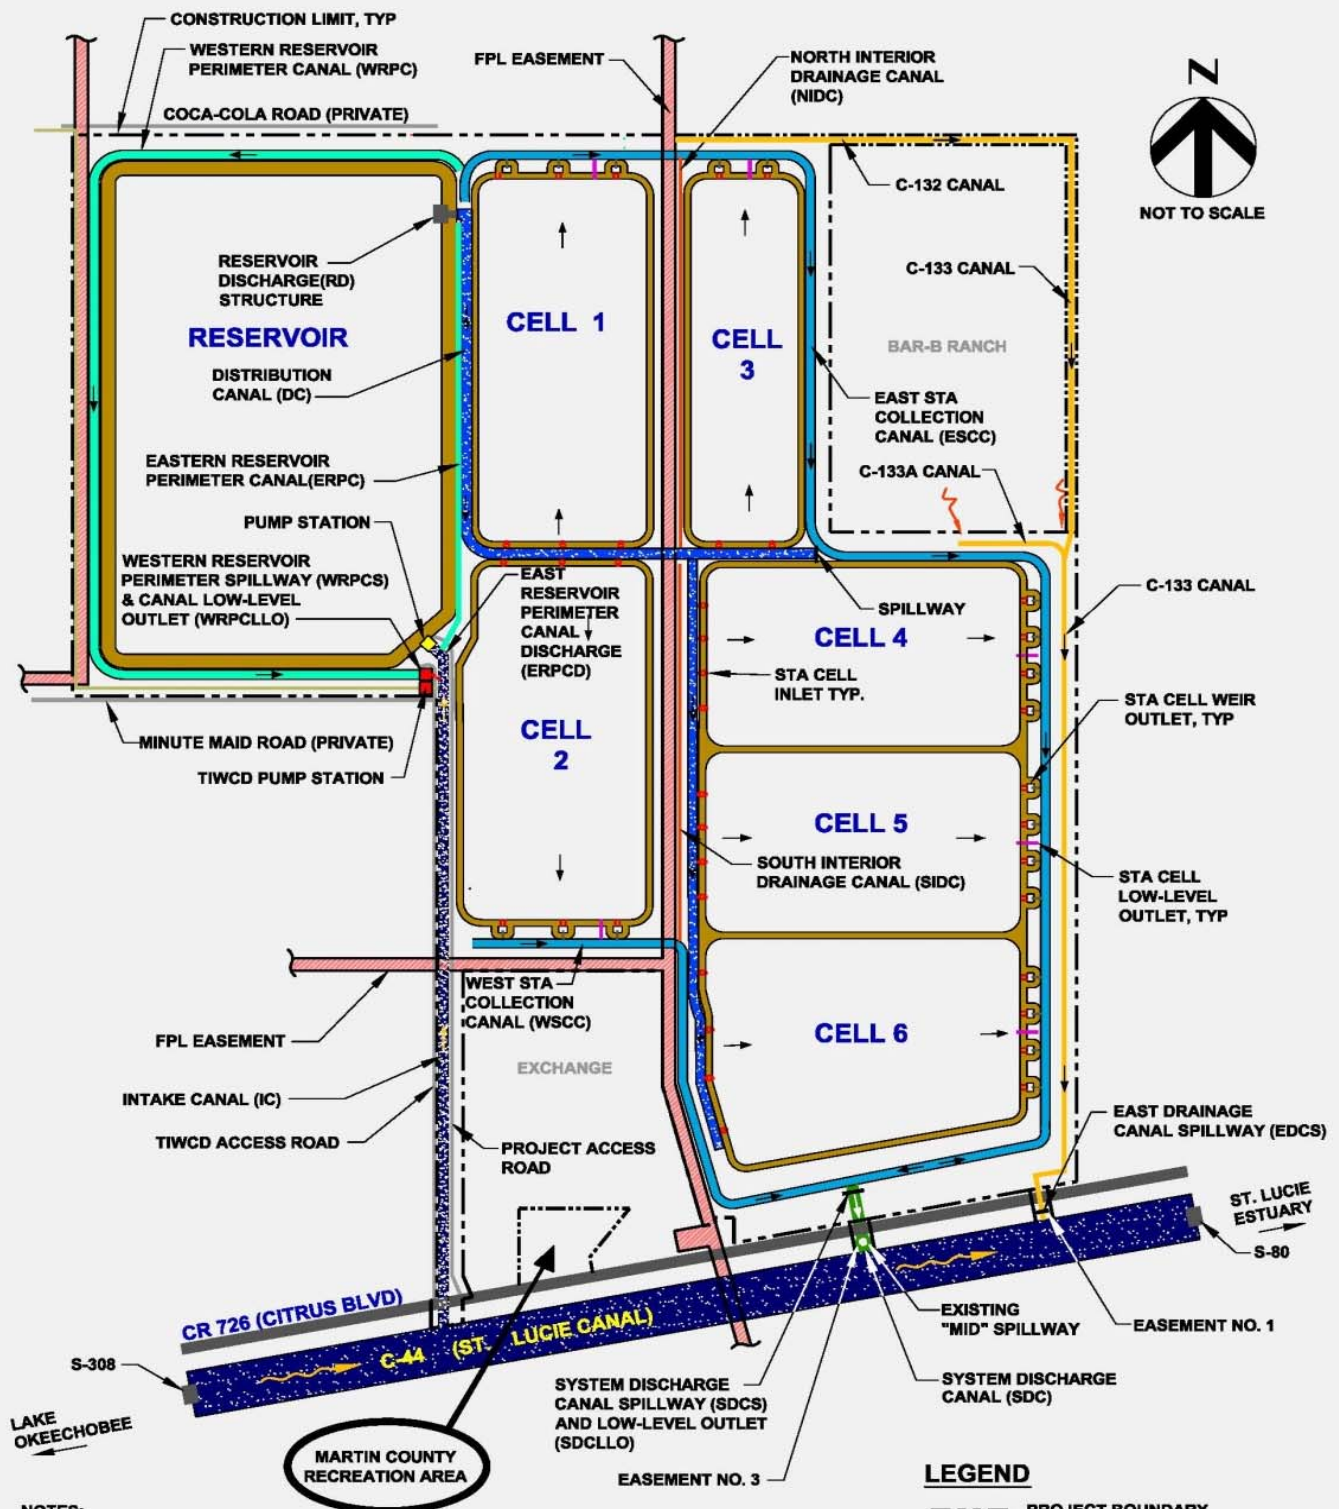 CONSTRUCTION LIMIT, TYP
WESTERN RESERVOIR
PERIMETER CANAL (WRPC)
COCA-COLA ROAD (PRIVATE)
FPL EASEMENT
NORTH INTERIOR
DRAINAGE CANAL
(NIDC)
N
NOT TO SCALE
C-132 CANAL
C-133 CANAL
RESERVOIR
DISCHARGE(RD)
STRUCTURE
RESERVOIR
CELL 1
CELL
3
BAR-B RANCH
DISTRIBUTION
CANAL (DC)
EAST STA
COLLECTION
CANAL (ESCC)
EASTERN RESERVOIR
PERIMETER CANAL(ERPC)
C-133A CANAL
PUMP STATION
WESTERN RESERVOIR
PERIMETER SPILLWAY (WRPCS)
& CANAL LOW-LEVEL
OUTLET (WRPCLLO)
EAST
RESERVOIR
PERIMETER
CANAL
DISCHARGE
(ERPCD)
SPILLWAY
C-133 CANAL
CELL 4
STA CELL
INLET TYP.
STA CELL WEIR
OUTLET, TYP
MINUTE MAID ROAD (PRIVATE)
TIWCD PUMP STATION
CELL
2
CELL 5
SOUTH INTERIOR
DRAINAGE CANAL (SIDC)
STA CELL
LOW-LEVEL
OUTLET, TYP
WEST STA
COLLECTION
CANAL (WSCC)
CELL 6
FPL EASEMENT
EXCHANGE
INTAKE CANAL (IC)
TIWCD ACCESS ROAD
PROJECT ACCESS
ROAD
EAST DRAINAGE
CANAL SPILLWAY (EDCS)
ST. LUCIE
ESTUARY
S-80
CR 726 (CITRUS BLVD)
C-44 (ST. LUCIE CANAL)
EXISTING
"MID" SPILLWAY
EASEMENT NO. 1
S-308
LAKE
OKEECHOBEE
SYSTEM DISCHARGE
CANAL SPILLWAY (SDCS)
AND LOW-LEVEL OUTLET
(SDCLLO)
SYSTEM DISCHARGE
CANAL (SDC)
MARTIN COUNTY
RECREATION AREA
EASEMENT NO. 3
LEGEND
NOTES:
PROJECT BOUNDARY